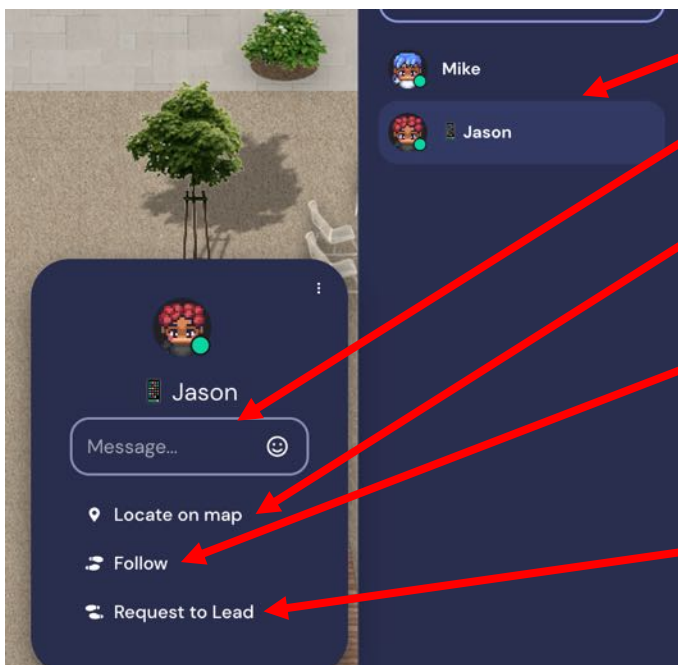 Mike
Jason
Jason
Message...
Locate on map
Follow
Request to Lead